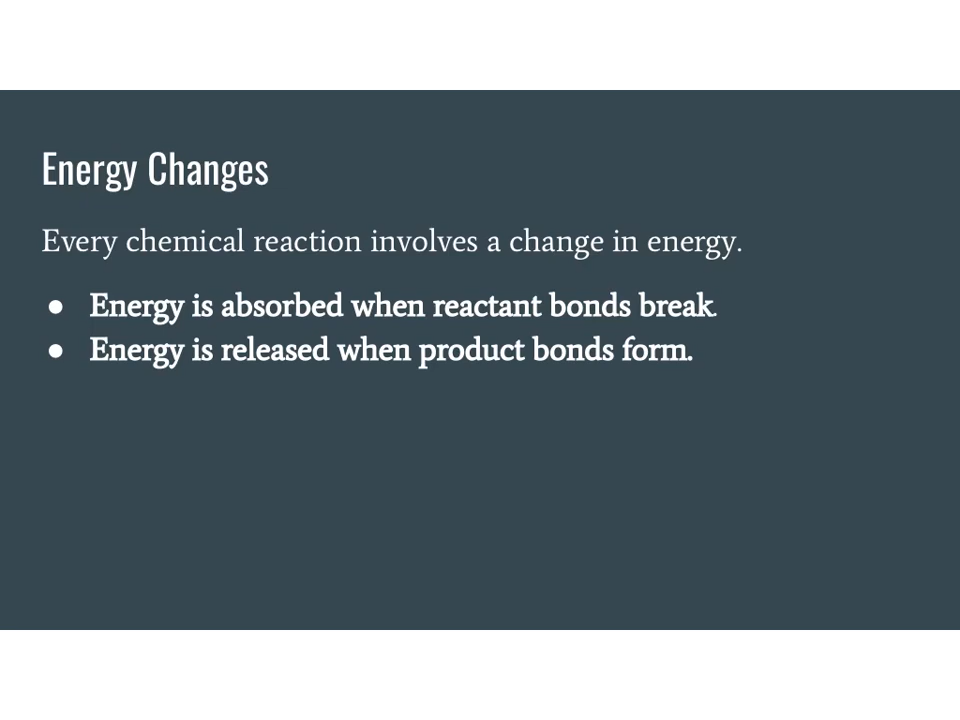 Energy Changes
Every chemical reaction involves a change in energy.
● Energy is absorbed when reactant bonds break.
● Energy is released when product bonds form.